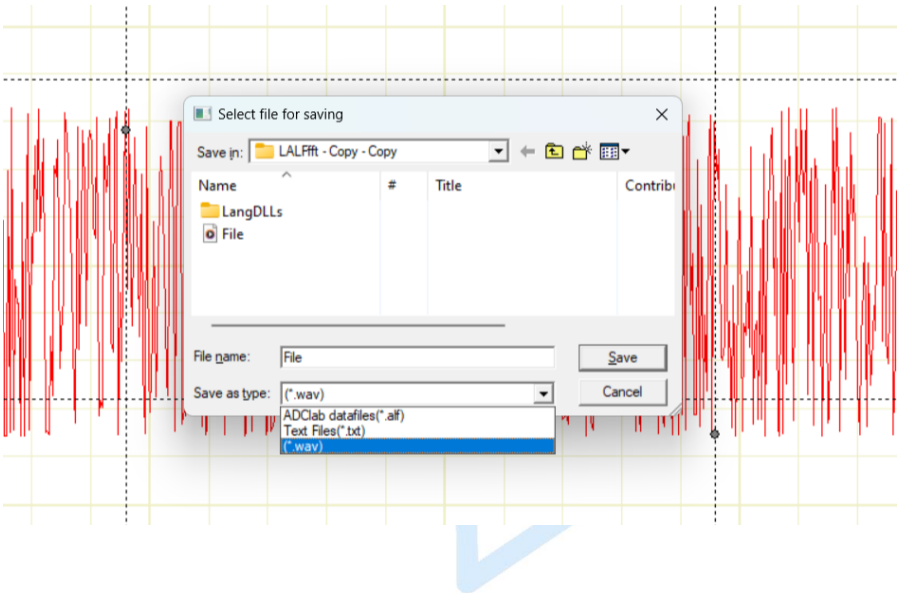 Select file for saving
Save in: LALFfft - Copy - Copy
Name # Title Contribu
LangDLLs
File
File name: File Save
Save as type: (*.wav) Cancel
ADClab datafiles(*.alf)
Text Files(*.txt)
(*.wav)